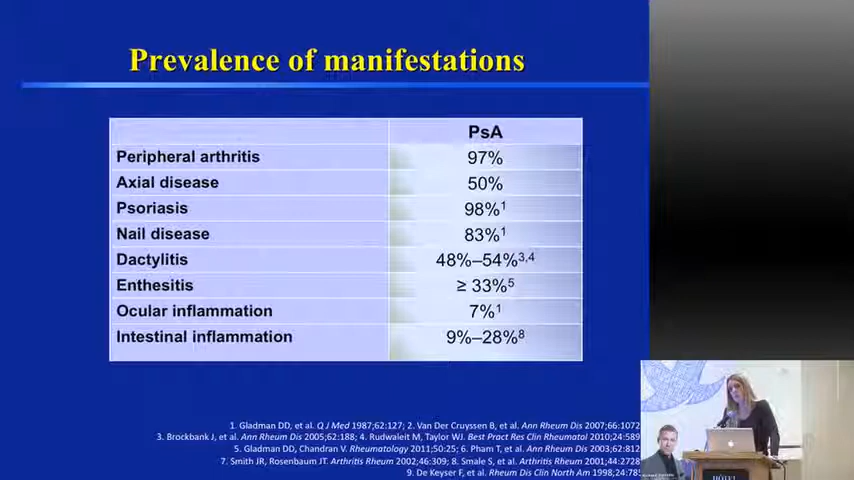 Prevalence of manifestations
PsA
Peripheral arthritis 97%
Axial disease 50%
Psoriasis 98%1
Nail disease 83%1
Dactylitis 48%–54%3,4
Enthesitis ≥ 33%5
Ocular inflammation 7%1
Intestinal inflammation 9%–28%8
1. Gladman DD, et al. Q J Med 1987;62:127; 2. Van Der Cruyssen B, et al. Ann Rheum Dis 2007;66:1072
3. Brockbank J, et al. Ann Rheum Dis 2005;62:188; 4. Rudwaleit M, Taylor WJ. Best Pract Res Clin Rheumatol 2010;24:589
5. Gladman DD, Chandran V. Rheumatology 2011;50:25; 6. Pham T, et al. Ann Rheum Dis 2003;62:812
7. Smith JR, Rosenbaum JT. Arthritis Rheum 2002;46:309; 8. Smale S, et al. Arthritis Rheum 2001;44:2728
9. De Keyser F, et al. Rheum Dis Clin North Am 1998;24:785
HÔTEL